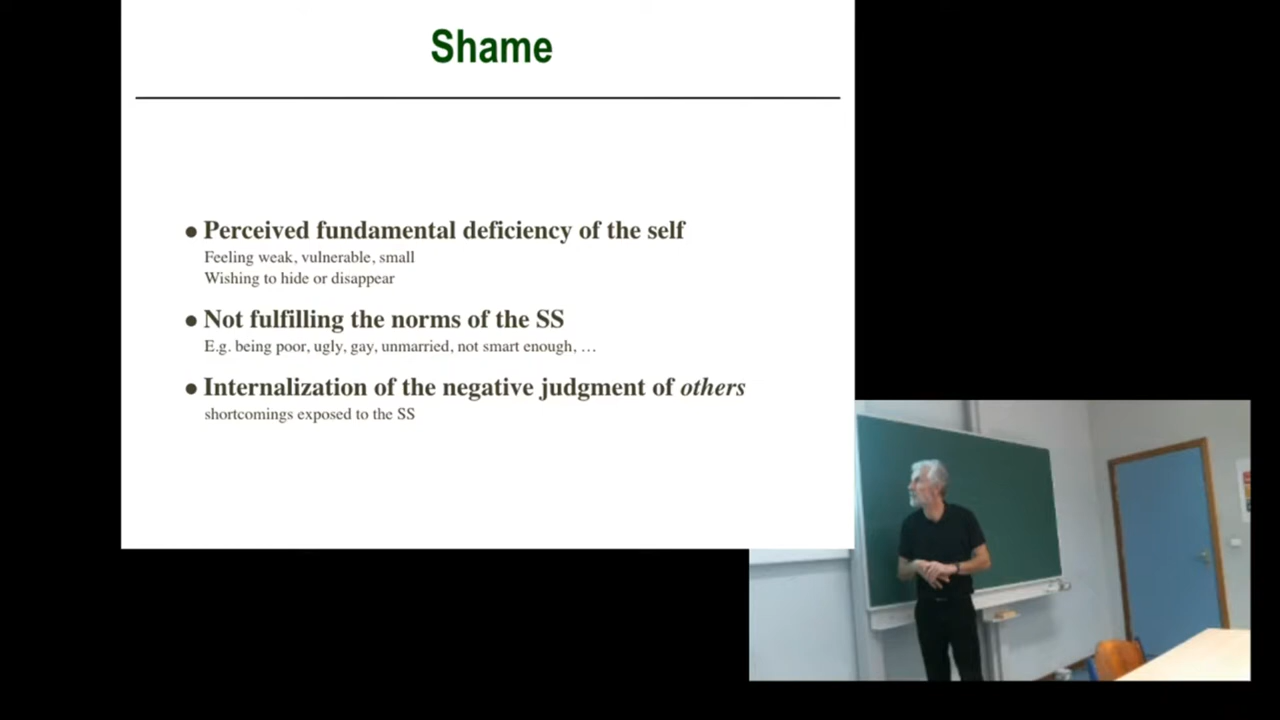 Shame
• Perceived fundamental deficiency of the self
Feeling weak, vulnerable, small
Wishing to hide or disappear
• Not fulfilling the norms of the SS
E.g. being poor, ugly, gay, unmarried, not smart enough, …
• Internalization of the negative judgment of others
shortcomings exposed to the SS